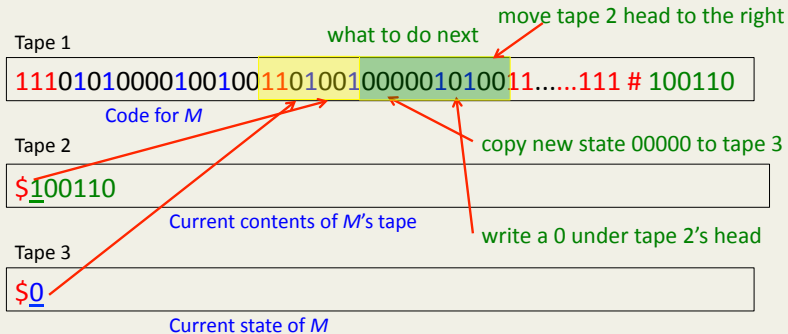 move tape 2 head to the right
what to do next
Tape 1
111010100001001001101001000001010011......111 # 100110
Code for M
Tape 2
copy new state 00000 to tape 3
$100110
Current contents of M's tape
write a 0 under tape 2's head
Tape 3
$0
Current state of M